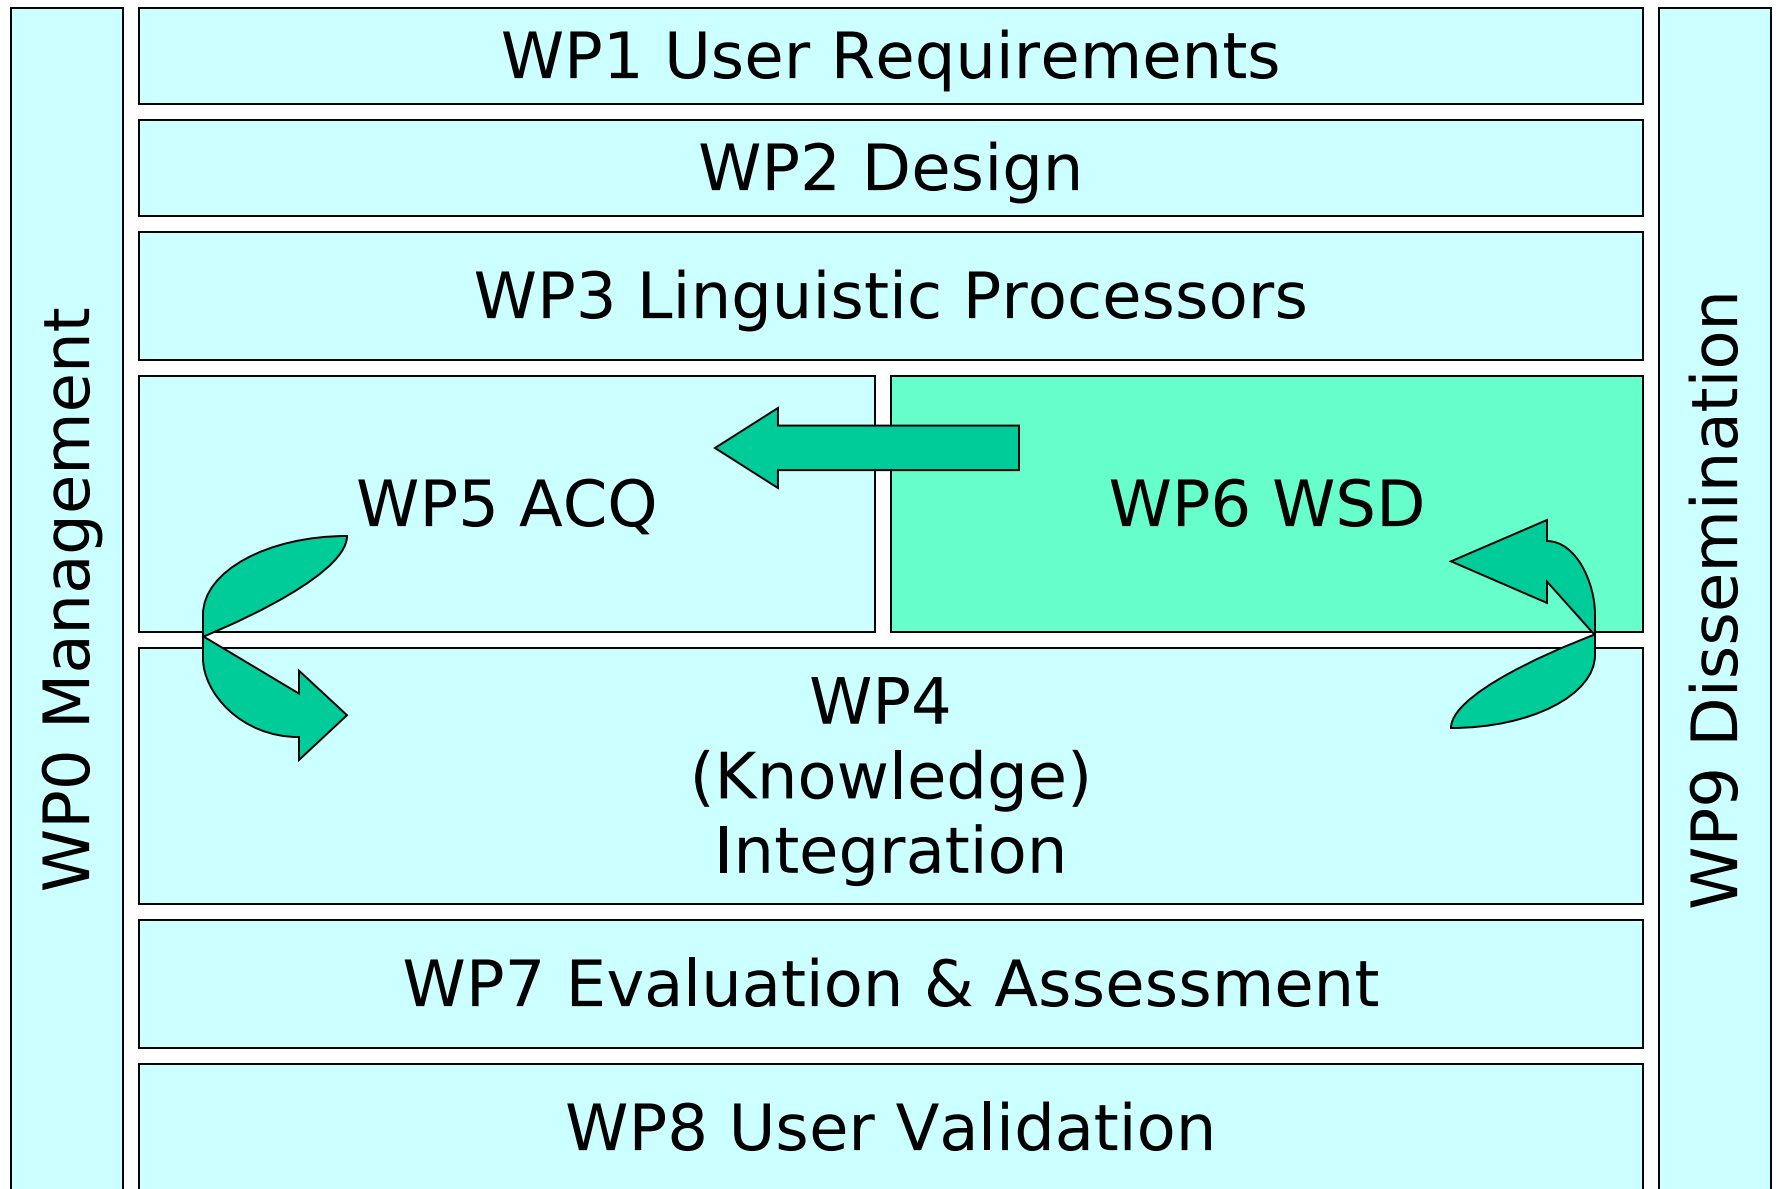 WP0 Management
WP1 User Requirements
WP2 Design
WP3 Linguistic Processors
WP5 ACQ
WP6 WSD
WP4
(Knowledge)
Integration
WP7 Evaluation & Assessment
WP8 User Validation
WP9 Dissemination